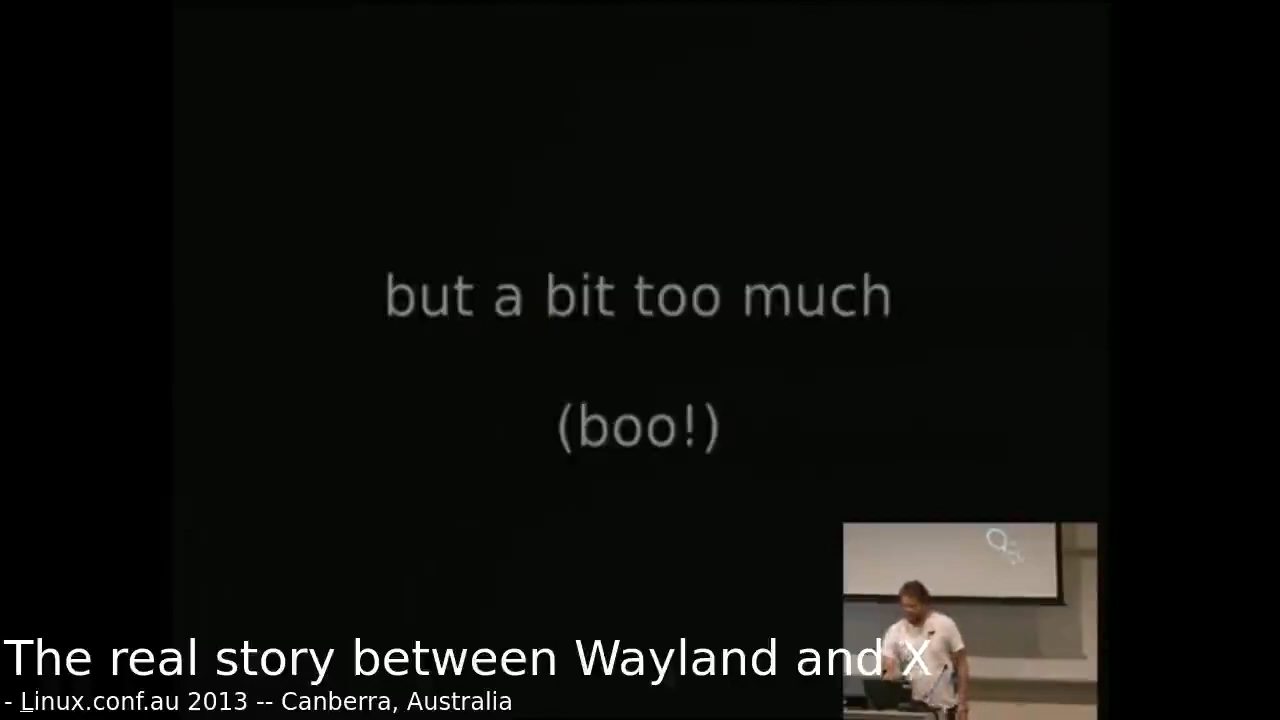 but a bit too much
(boo!)
The real story between Wayland and X
- Linux.conf.au 2013 -- Canberra, Australia